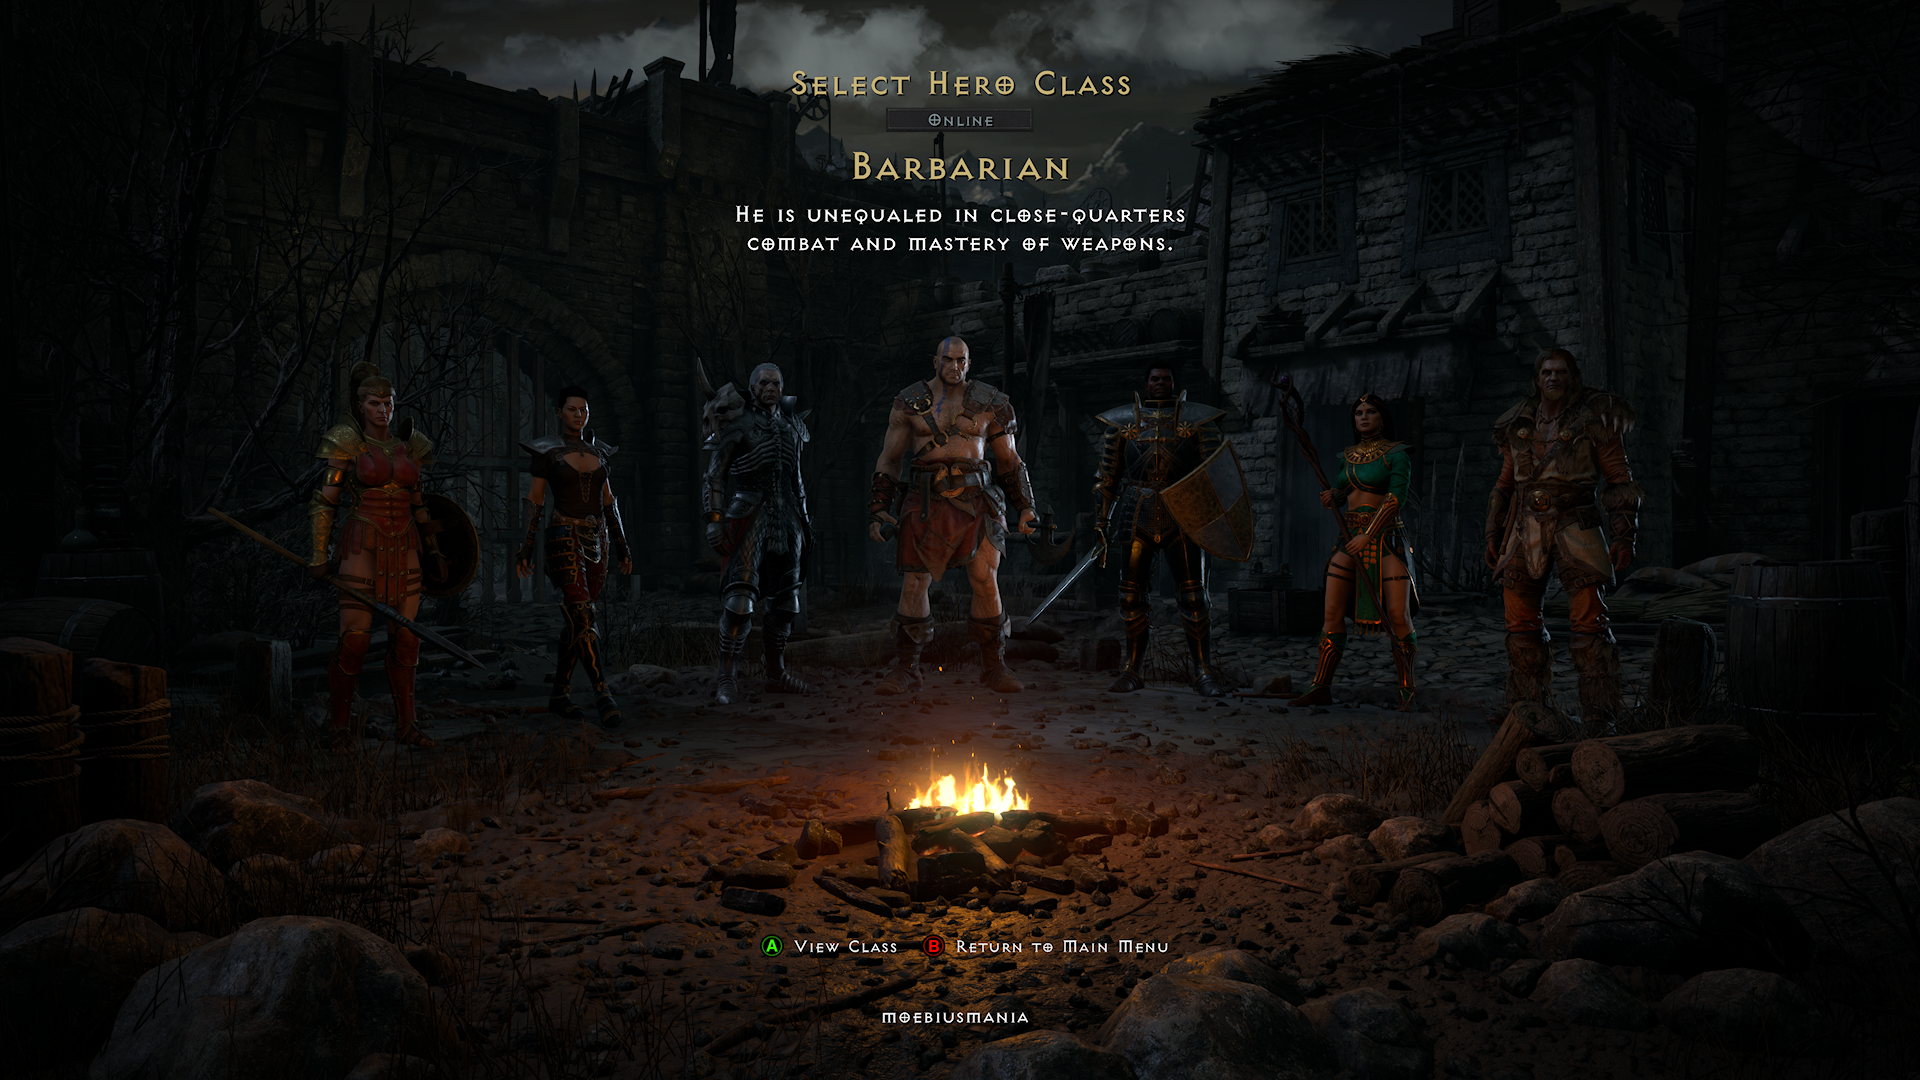 Select Hero Class
Online
Barbarian
He is unequaled in close-quarters
combat and mastery of weapons.
A View Class B Return to Main Menu
moebiusmania